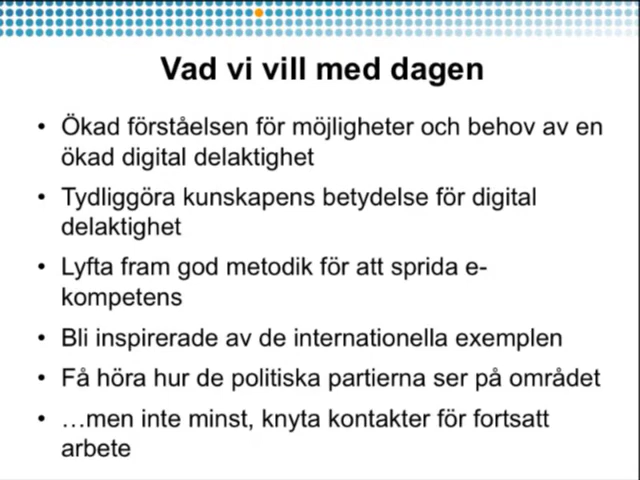 Vad vi vill med dagen
• Ökad förståelsen för möjligheter och behov av en
ökad digital delaktighet
• Tydliggöra kunskapens betydelse för digital
delaktighet
• Lyfta fram god metodik för att sprida e-
kompetens
• Bli inspirerade av de internationella exemplen
• Få höra hur de politiska partierna ser på området
• …men inte minst, knyta kontakter för fortsatt
arbete